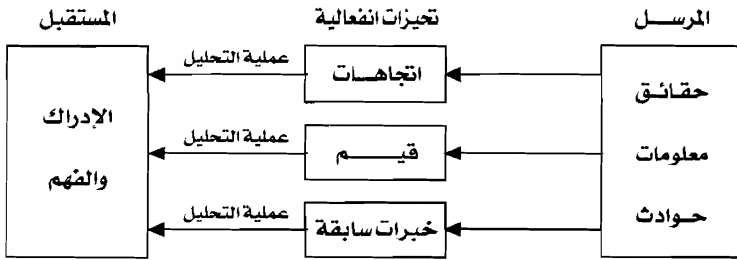 المرسل
تحيزات انفعالية
المستقبل
حقائق
معلومات
حوادث
اتجاهات
قيم
خبرات سابقة
عملية التحليل
عملية التحليل
عملية التحليل
الإدراك
والفهم